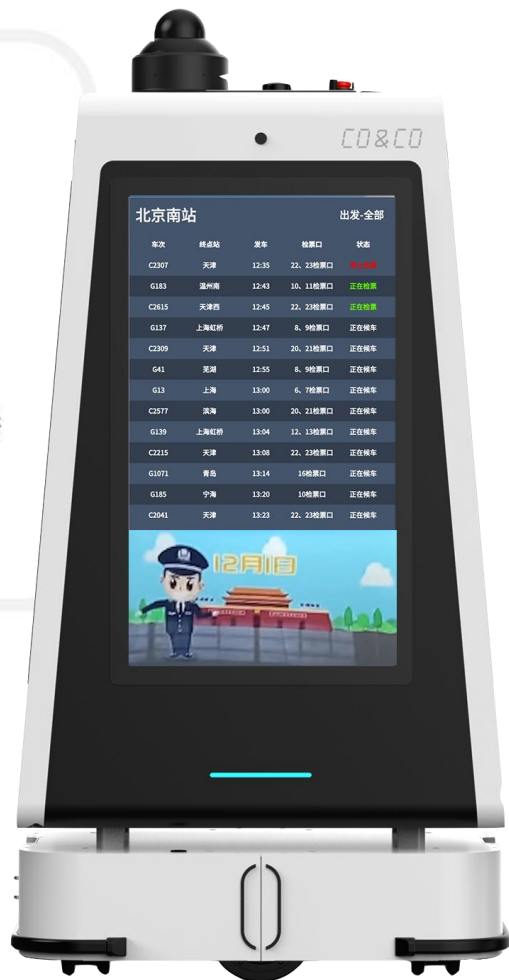 CO&CO
北京南站 出发-全部
车次 终点站 发车 检票口 状态
C2307 天津 12:35 22、23检票口
G183 温州南 12:43 10、11检票口 正在检票
C2615 天津西 12:45 22、23检票口 正在检票
G137 上海虹桥 12:47 8、9检票口 正在候车
C2309 天津 12:51 20、21检票口 正在候车
G41 芜湖 12:55 8、9检票口 正在候车
G13 上海 13:00 6、7检票口 正在候车
C2577 滨海 13:00 20、21检票口 正在候车
G139 上海虹桥 13:04 12、13检票口 正在候车
C2215 天津 13:08 22、23检票口 正在候车
G1071 青岛 13:14 16检票口 正在候车
G185 宁海 13:20 10检票口 正在候车
C2041 天津 13:23 22、23检票口 正在候车
12月1日